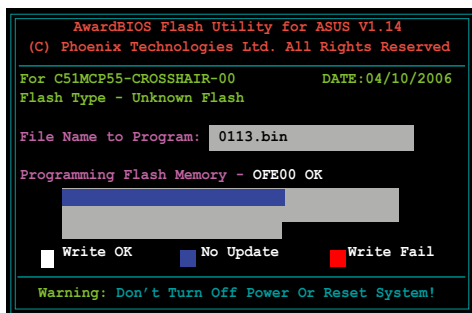 AwardBIOS Flash Utility for ASUS V1.14
(C) Phoenix Technologies Ltd. All Rights Reserved
For C51MCP55-CROSSHAIR-00 DATE:04/10/2006
Flash Type - Unknown Flash
File Name to Program: 0113.bin
Programming Flash Memory - OFE00 OK
Write OK No Update Write Fail
Warning: Don't Turn Off Power Or Reset System!